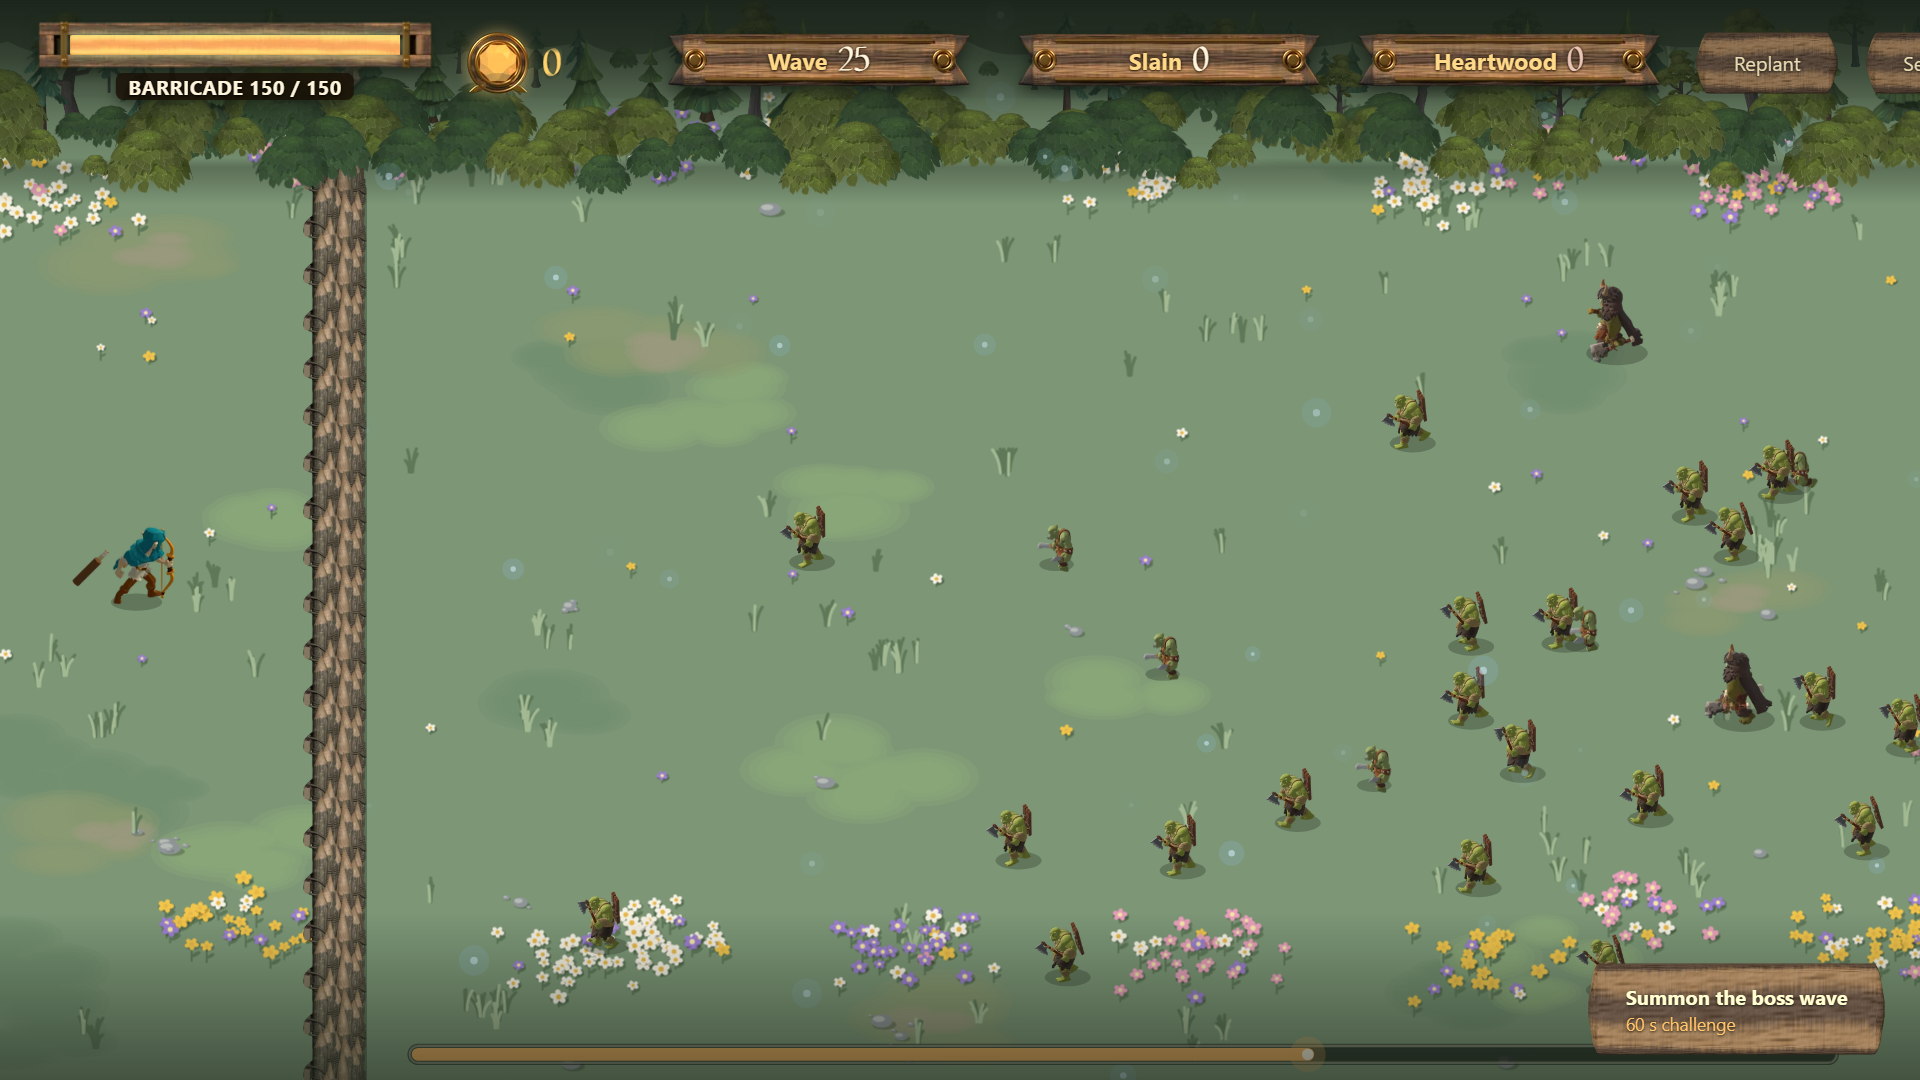 BARRICADE 150 / 150
0
Wave 25
Slain 0
Heartwood 0
Replant
Se
Summon the boss wave
60 s challenge